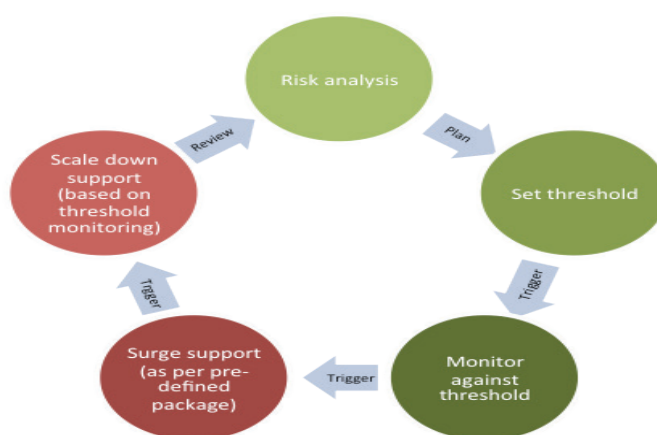 Risk analysis
Plan
Set threshold
Trigger
Monitor
against
threshold
Trigger
Surge support
(as per pre-
defined
package)
Trgger
Scale down
support
(based on
threshold
monitoring)
Review